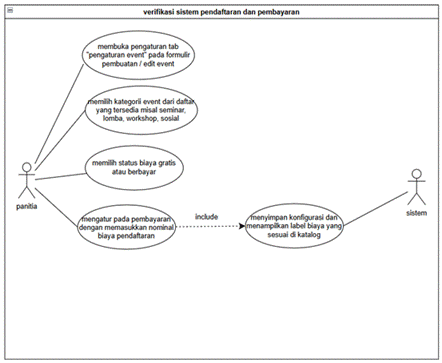 verifikasi sistem pendaftaran dan pembayaran
membuka pengaturan tab
"pengaturan event" pada formulir
pembuatan / edit event
memilih kategorii event dari daftar
yang tersedia misal seminar,
lomba, workshop, sosial
memilih status biaya gratis
atau berbayar
panitia
mengatur pada pembayaran
dengan memasukkan nominal
biaya pendaftaran
include
menyimpan konfigurasi dan
menampilkan label biaya yang
sesuai di katalog
sistem